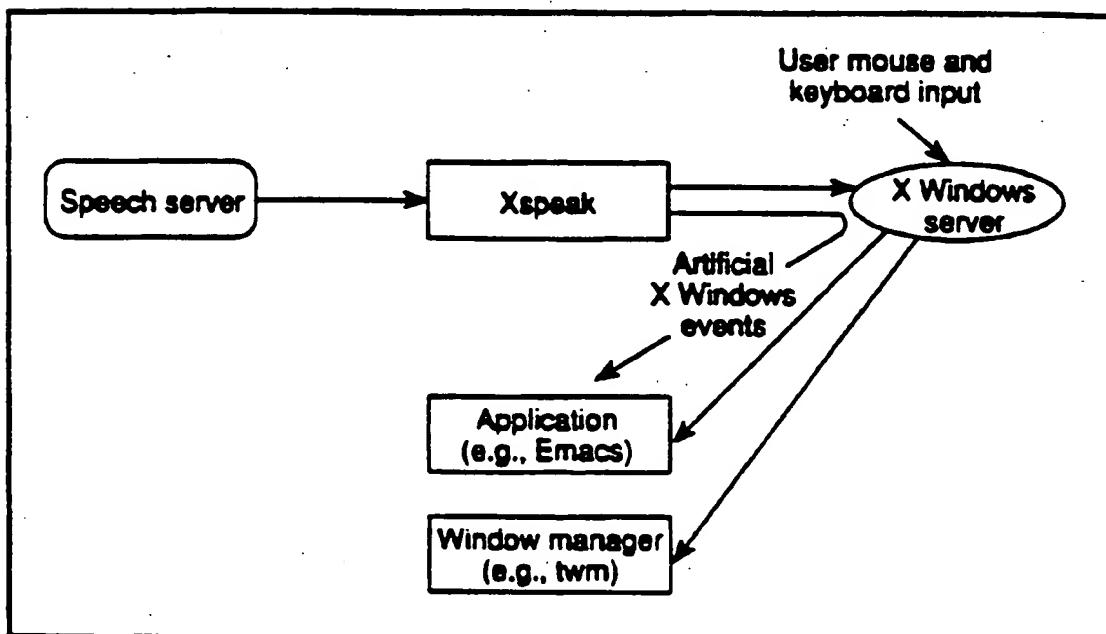 User mouse and
keyboard input
Speech server
Xspeak
X Windows
server
Artificial
X Windows
events
Application
(e.g., Emacs)
Window manager
(e.g., twm)